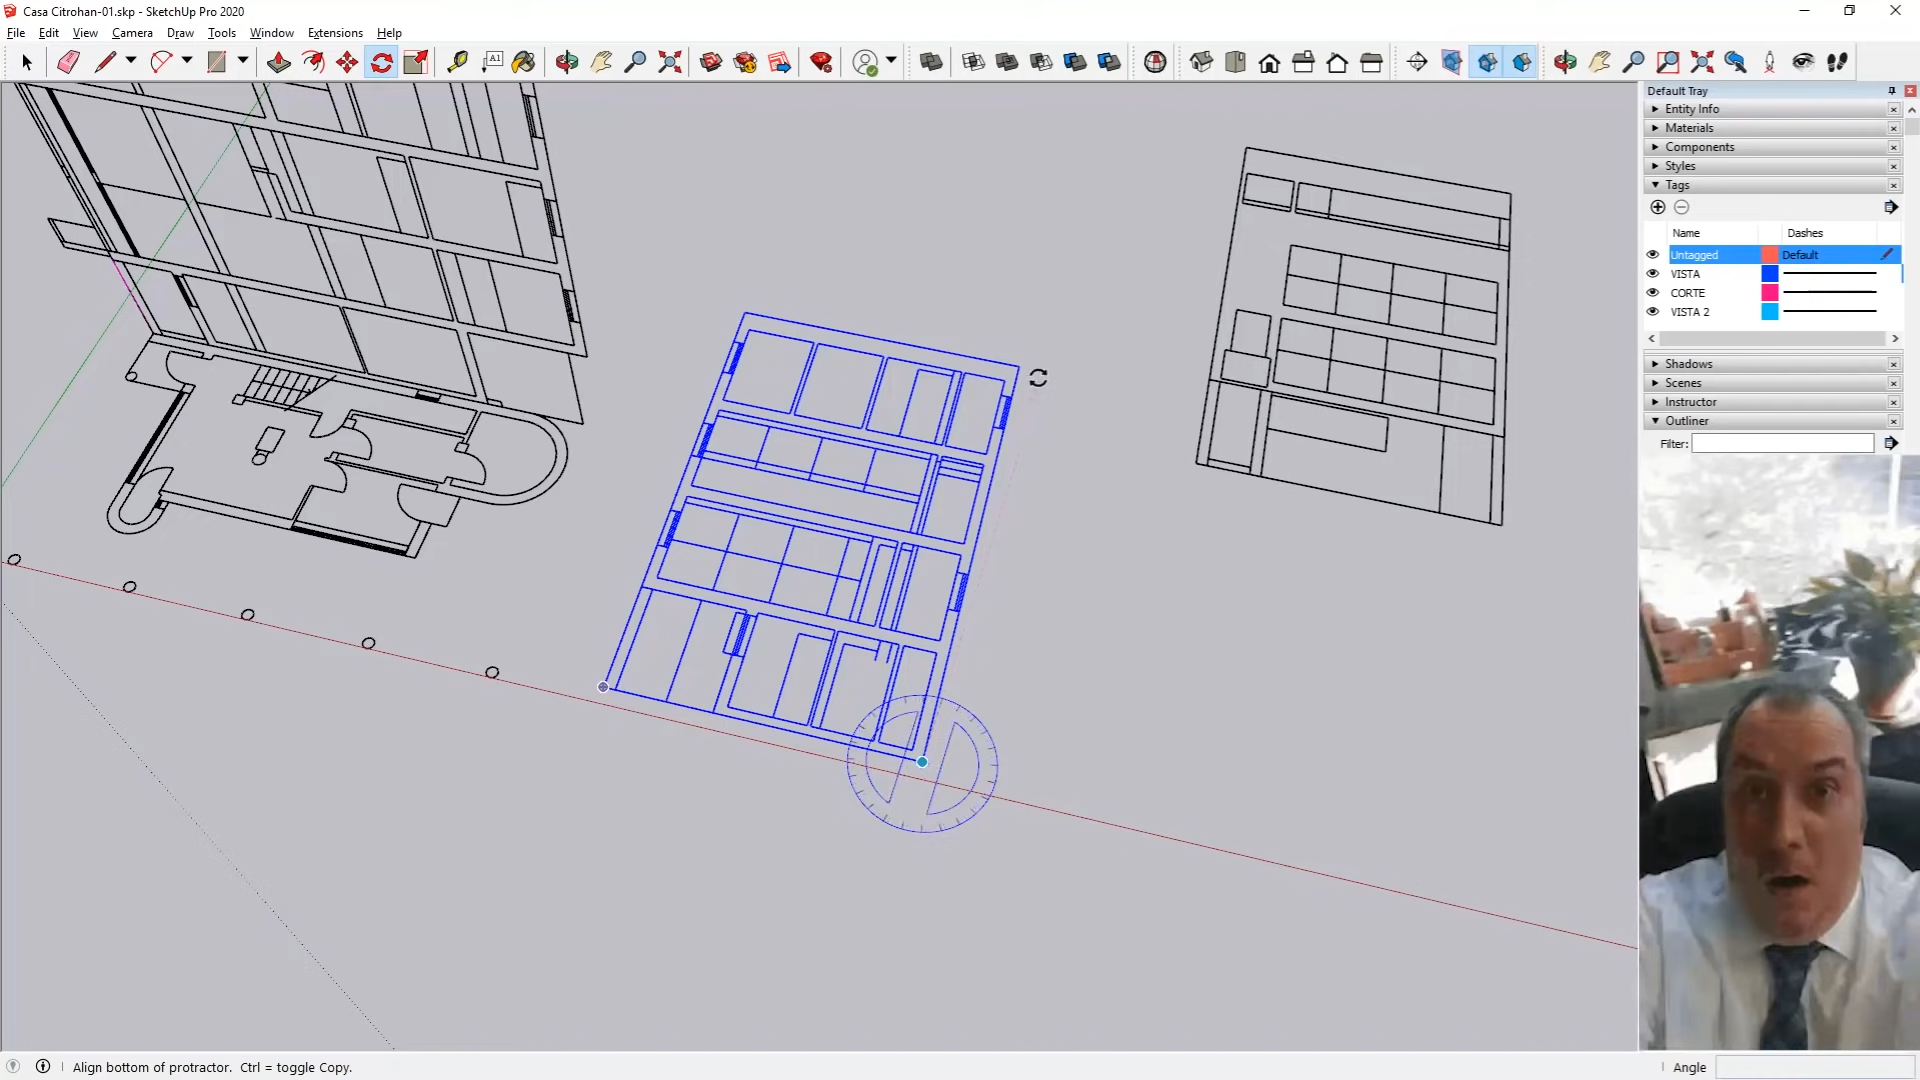 Casa Citrohan-01.skp - SketchUp Pro 2020
File Edit View Camera Draw Tools Window Extensions Help
A1
Default Tray
Entity Info
Materials
Components
Styles
Tags
Name Dashes
Untagged Default
VISTA
CORTE
VISTA 2
Shadows
Scenes
Instructor
Outliner
Filter:
Align bottom of protractor. Ctrl = toggle Copy.
Angle